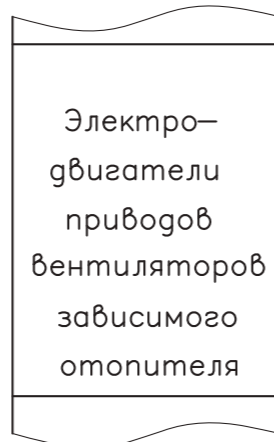 Электро—
двигатели
приводов
вентиляторов
зависимого
отопителя